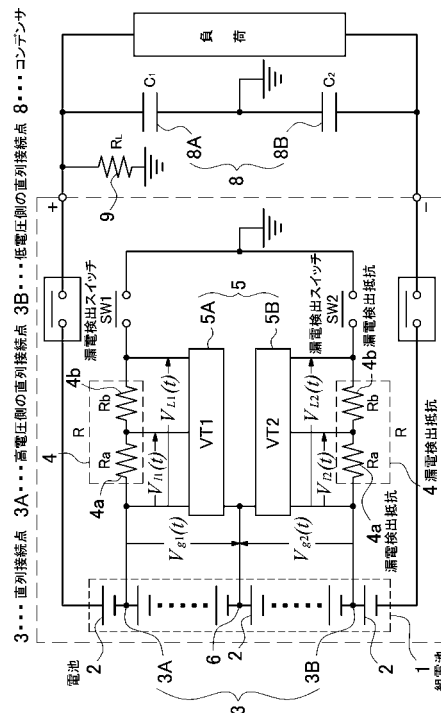 3・・・直列接続点 3A・・・高電圧側の直列接続点 3B・・・低電圧側の直列接続点 8・・・コンデンサ
電池
2
3A
6
2
3B
2
3
1
組電池
4
R
4a
Ra
Rb
4b
漏電検出スイッチ
SW1
Vg1(t)
VI1(t)
VL1(t)
VT1
5A
5
VT2
5B
Vg2(t)
VI2(t)
VL2(t)
漏電検出スイッチ
SW2
Ra
Rb
R
4b 漏電検出抵抗
4a
漏電検出抵抗
4 漏電検出抵抗
+
−
RL
9
C1
8A
8
8B
C2
負荷